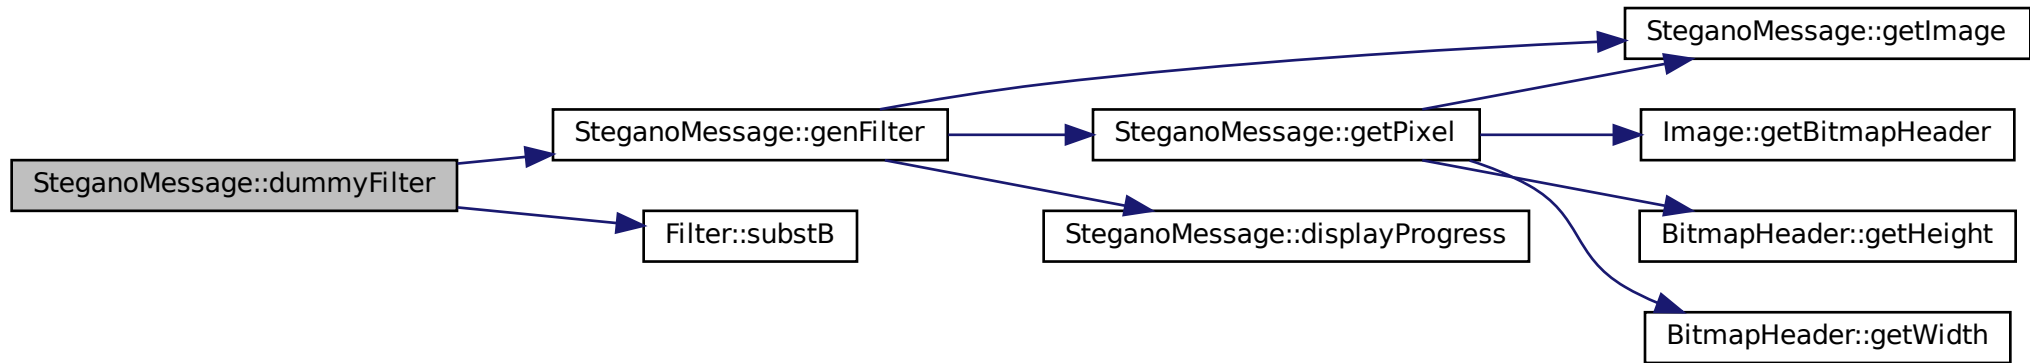 SteganoMessage::dummyFilter
SteganoMessage::genFilter
Filter::substB
SteganoMessage::getPixel
SteganoMessage::displayProgress
SteganoMessage::getImage
Image::getBitmapHeader
BitmapHeader::getHeight
BitmapHeader::getWidth